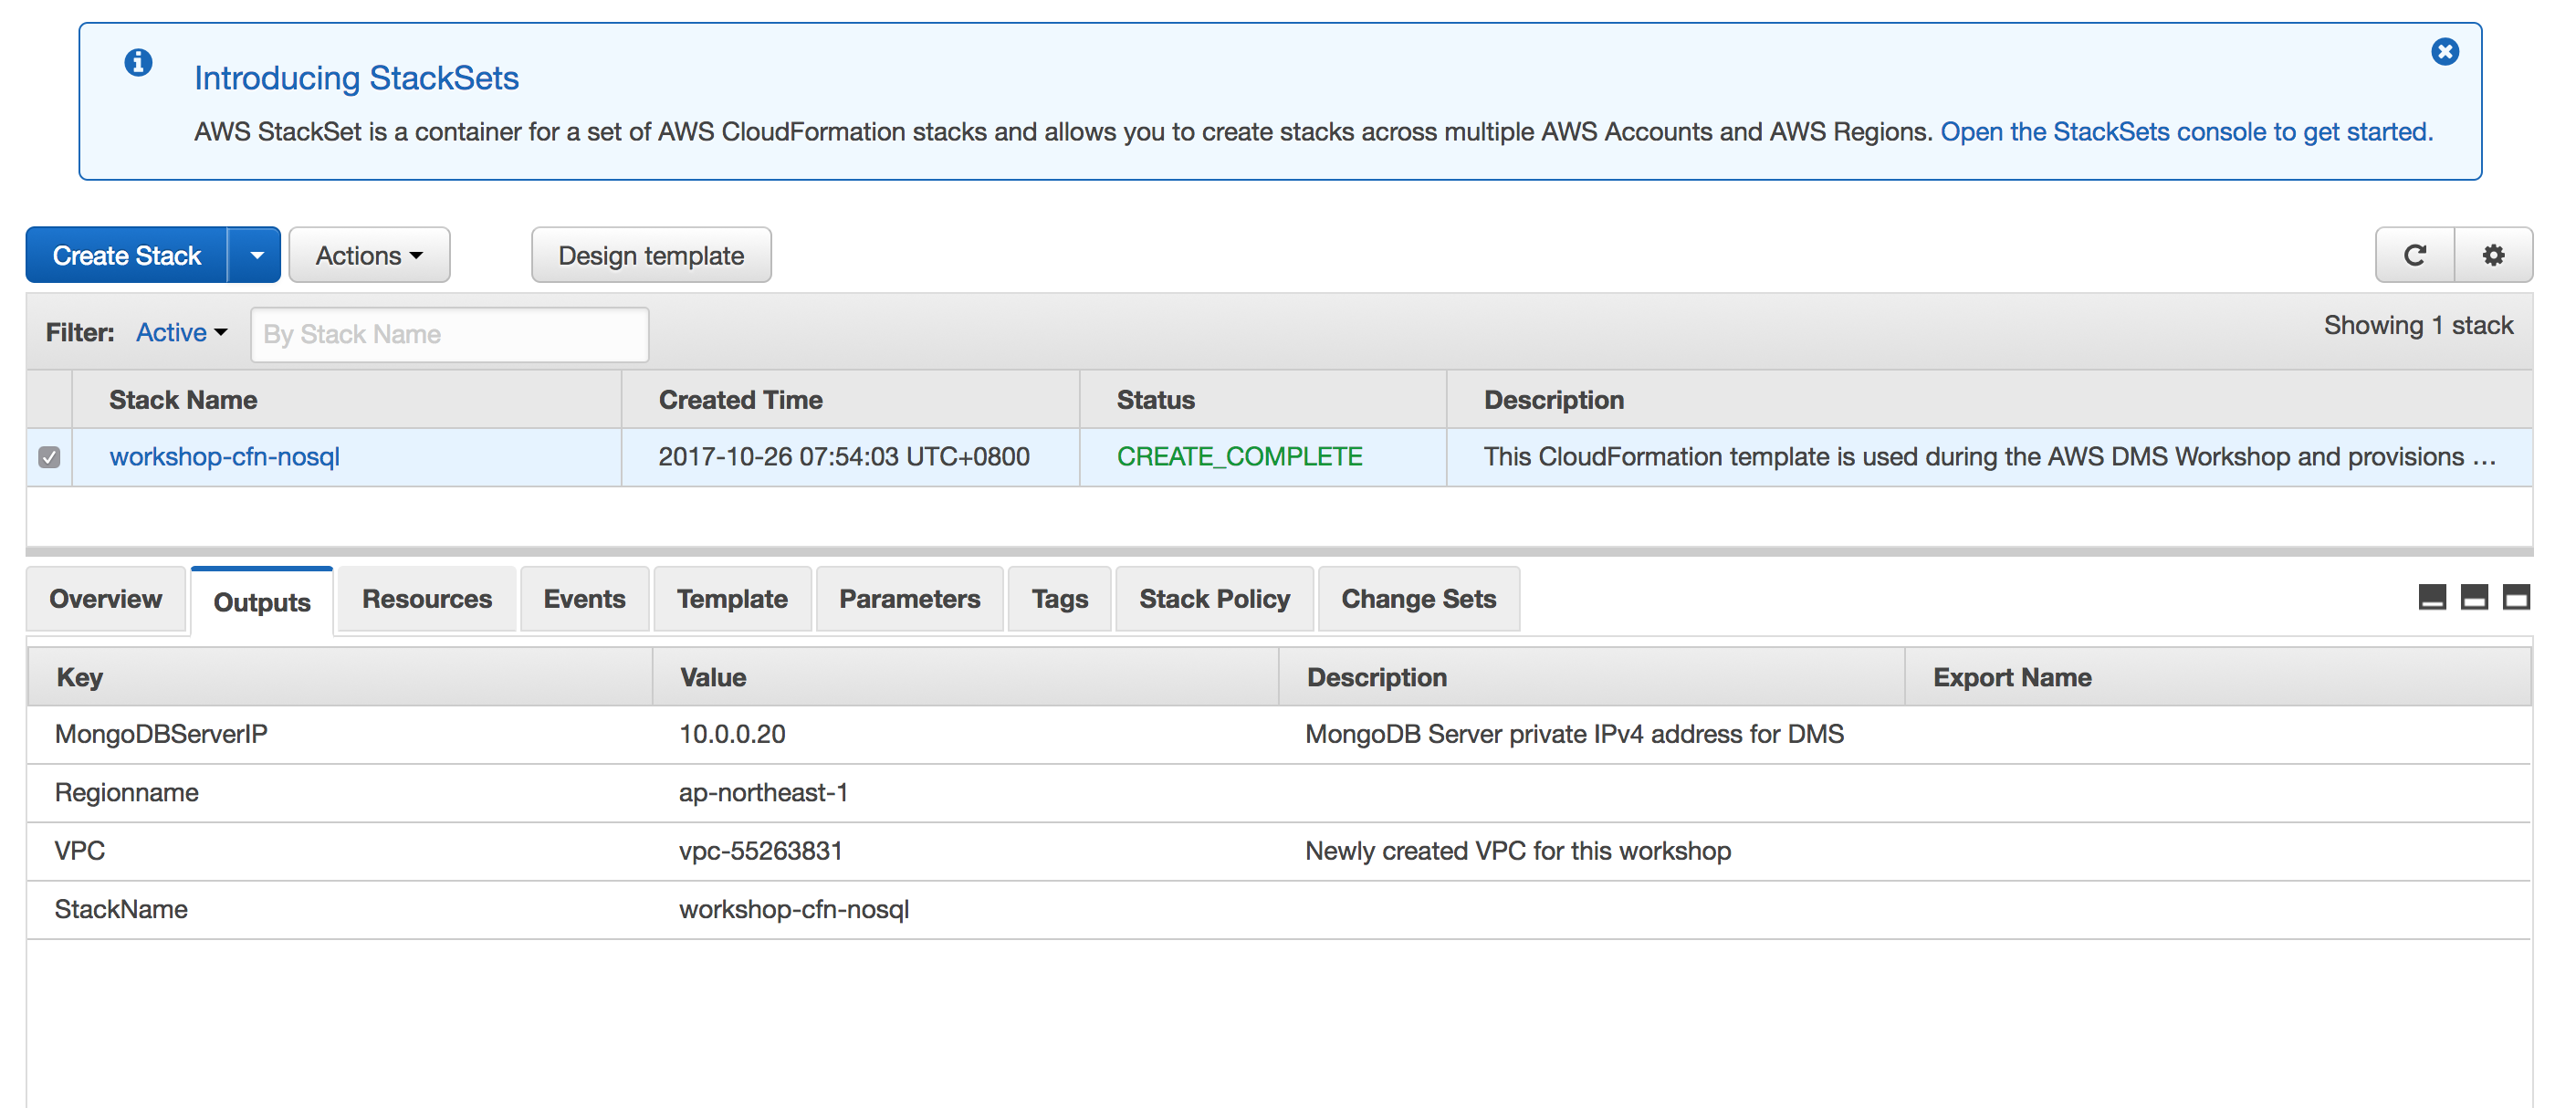 Introducing StackSets
AWS StackSet is a container for a set of AWS CloudFormation stacks and allows you to create stacks across multiple AWS Accounts and AWS Regions. Open the StackSets console to get started.
Create Stack Actions Design template
Filter: Active By Stack Name Showing 1 stack
Stack Name Created Time Status Description
workshop-cfn-nosql 2017-10-26 07:54:03 UTC+0800 CREATE_COMPLETE This CloudFormation template is used during the AWS DMS Workshop and provisions ...
Overview Outputs Resources Events Template Parameters Tags Stack Policy Change Sets
Key Value Description Export Name
MongoDBServerIP 10.0.0.20 MongoDB Server private IPv4 address for DMS
Regionname ap-northeast-1
VPC vpc-55263831 Newly created VPC for this workshop
StackName workshop-cfn-nosql